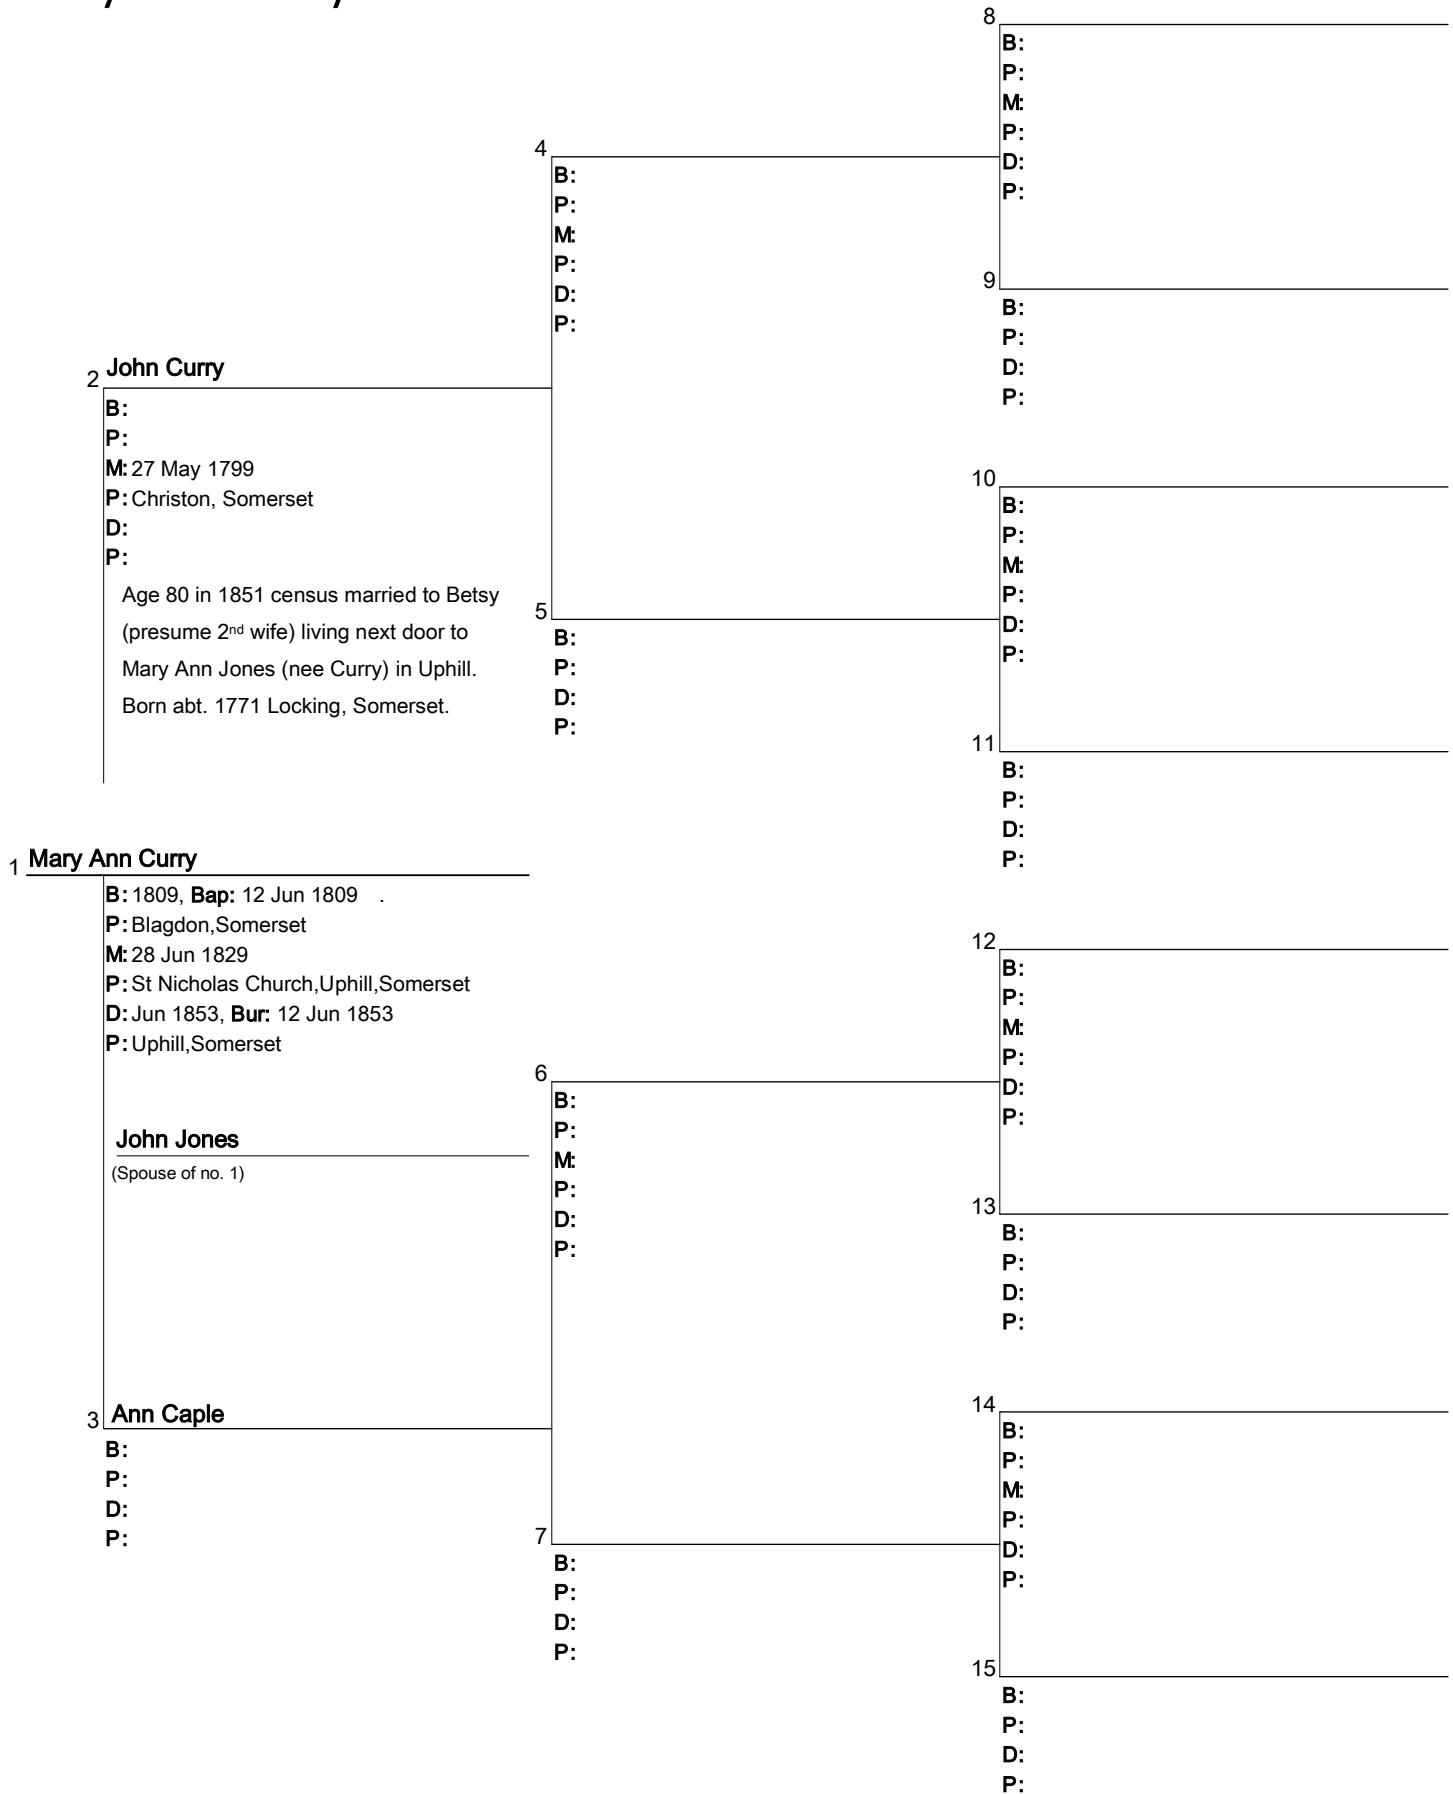 8
B:
P:
M:
P:
D:
P:
4
B:
P:
M:
P:
D:
P:
9
B:
P:
D:
P:
2 John Curry
B:
P:
M: 27 May 1799
P: Christon, Somerset
D:
P:
Age 80 in 1851 census married to Betsy
(presume 2nd wife) living next door to
Mary Ann Jones (nee Curry) in Uphill.
Born abt. 1771 Locking, Somerset.
10
B:
P:
M:
P:
D:
P:
5
B:
P:
D:
P:
11
B:
P:
D:
P:
1 Mary Ann Curry
B: 1809, Bap: 12 Jun 1809 .
P: Blagdon,Somerset
M: 28 Jun 1829
P: St Nicholas Church,Uphill,Somerset
D: Jun 1853, Bur: 12 Jun 1853
P: Uphill,Somerset
John Jones
(Spouse of no. 1)
12
B:
P:
M:
P:
D:
P:
6
B:
P:
M:
P:
D:
P:
13
B:
P:
D:
P:
3 Ann Caple
B:
P:
D:
P:
14
B:
P:
M:
P:
D:
P:
7
B:
P:
D:
P:
15
B:
P:
D:
P: